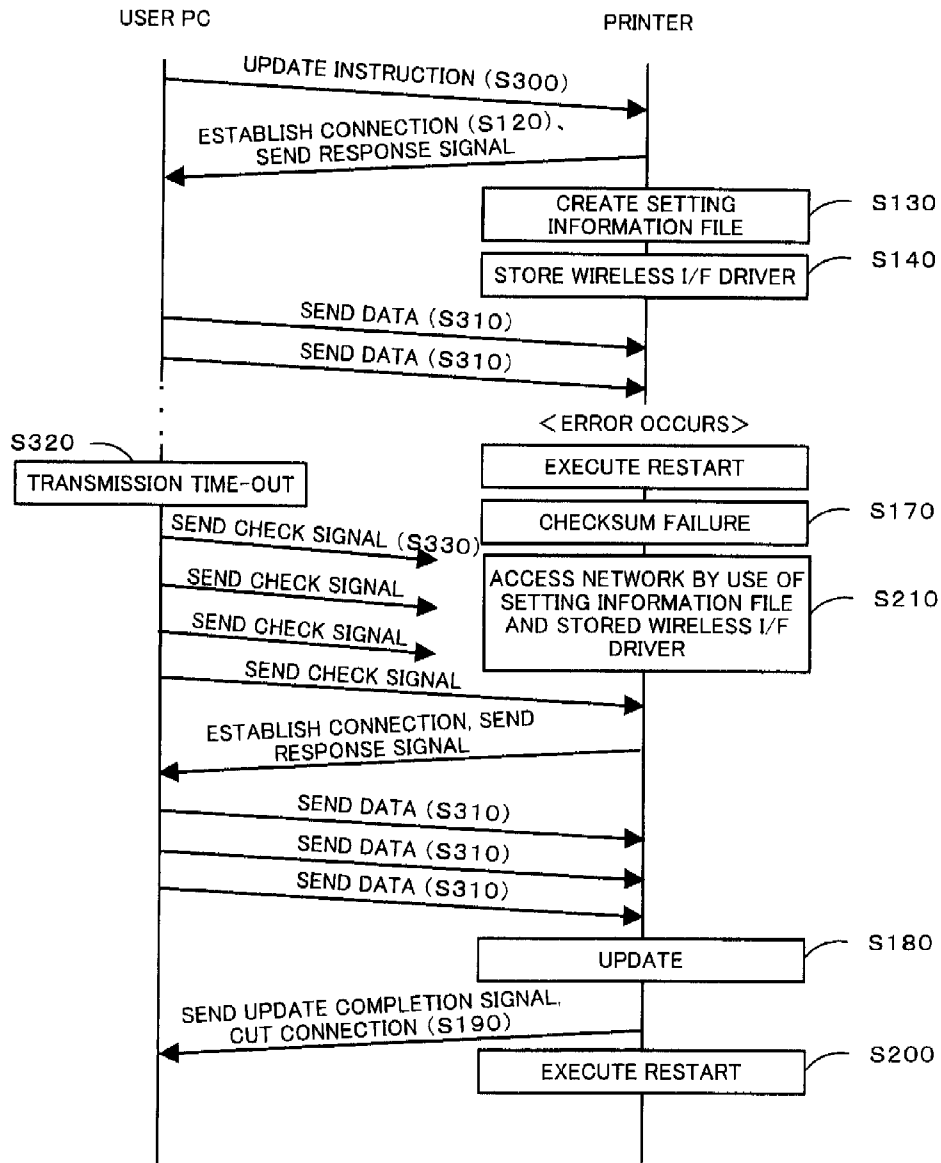 USER PC
PRINTER
UPDATE INSTRUCTION (S300)
ESTABLISH CONNECTION (S120)、
SEND RESPONSE SIGNAL
CREATE SETTING
INFORMATION FILE
S130
STORE WIRELESS I/F DRIVER
S140
SEND DATA (S310)
SEND DATA (S310)
<ERROR OCCURS>
S320
TRANSMISSION TIME-OUT
EXECUTE RESTART
CHECKSUM FAILURE
S170
SEND CHECK SIGNAL (S330)
SEND CHECK SIGNAL
SEND CHECK SIGNAL
ACCESS NETWORK BY USE OF
SETTING INFORMATION FILE
AND STORED WIRELESS I/F
DRIVER
S210
SEND CHECK SIGNAL
ESTABLISH CONNECTION, SEND
RESPONSE SIGNAL
SEND DATA (S310)
SEND DATA (S310)
SEND DATA (S310)
UPDATE
S180
SEND UPDATE COMPLETION SIGNAL,
CUT CONNECTION (S190)
EXECUTE RESTART
S200